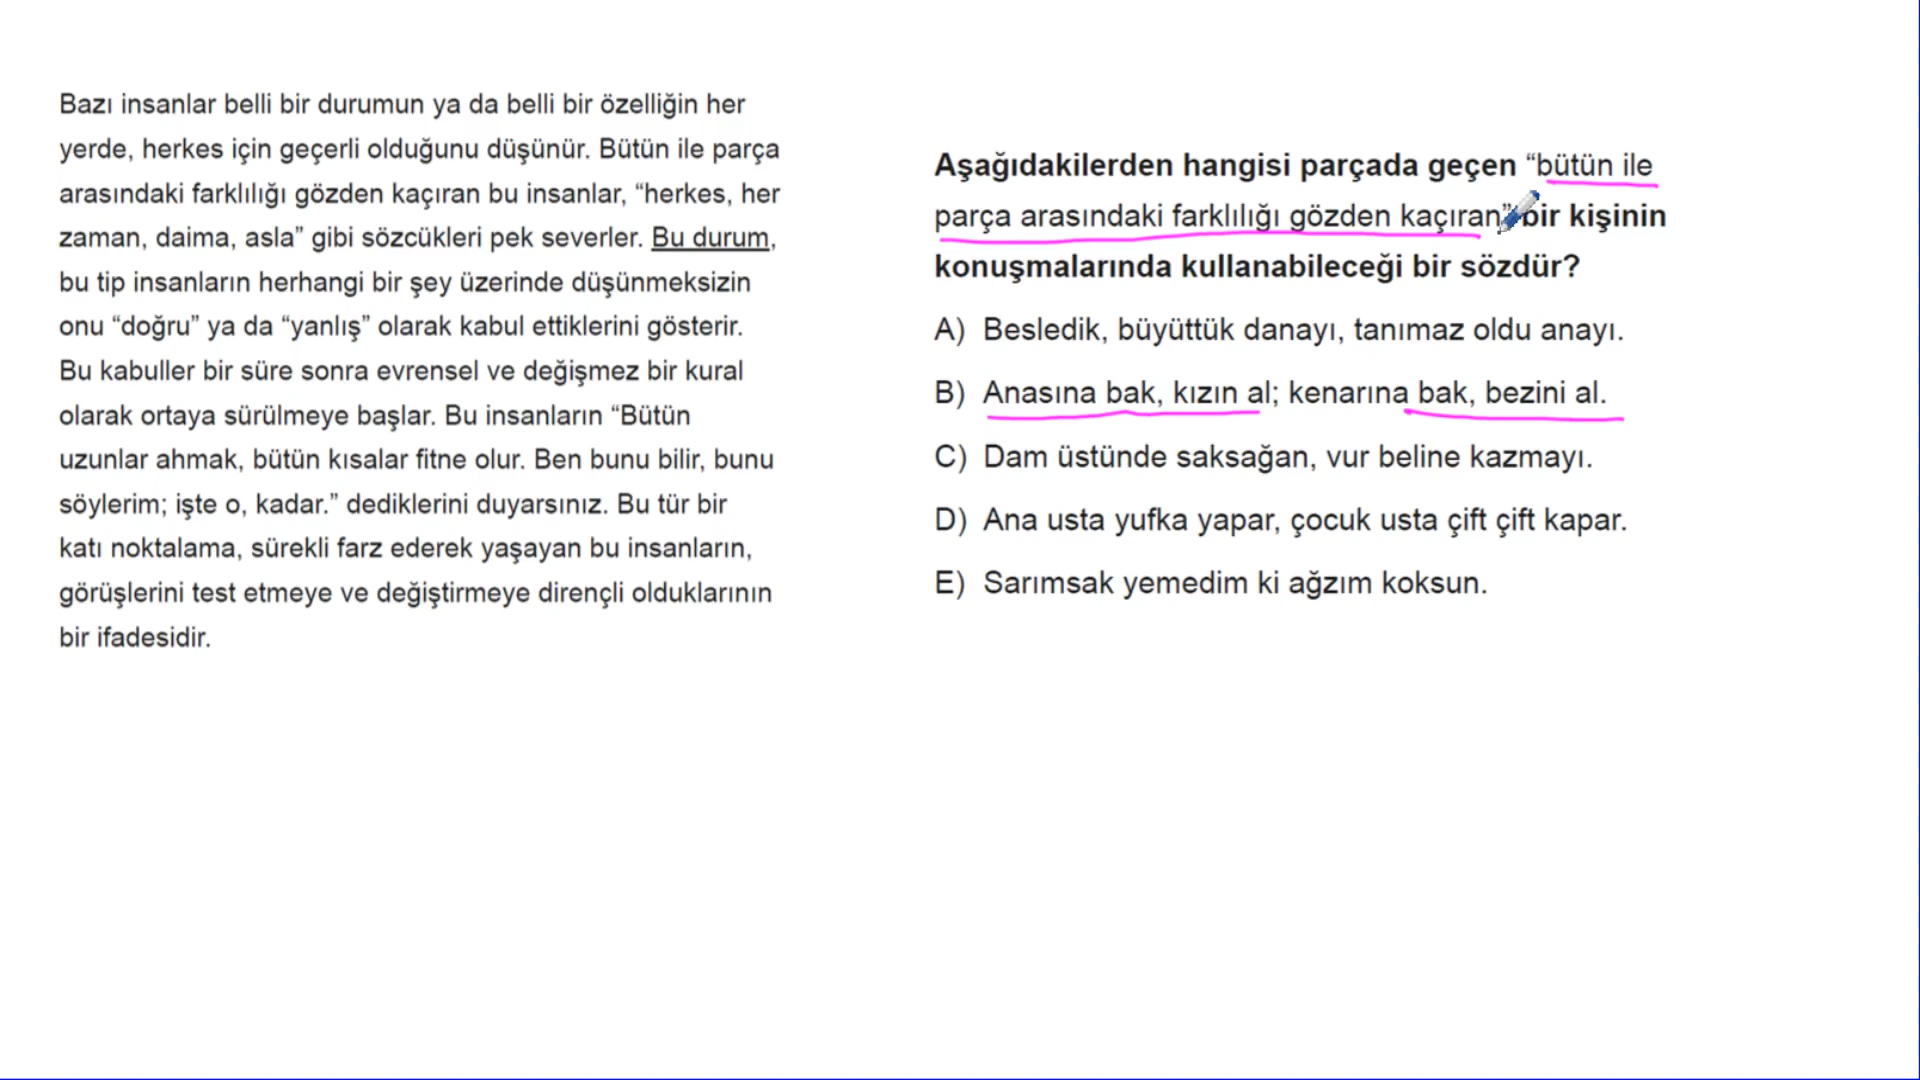 Bazı insanlar belli bir durumun ya da belli bir özelliğin her
yerde, herkes için geçerli olduğunu düşünür. Bütün ile parça
arasındaki farklılığı gözden kaçıran bu insanlar, “herkes, her
zaman, daima, asla” gibi sözcükleri pek severler. Bu durum,
bu tip insanların herhangi bir şey üzerinde düşünmeksizin
onu “doğru” ya da “yanlış” olarak kabul ettiklerini gösterir.
Bu kabuller bir süre sonra evrensel ve değişmez bir kural
olarak ortaya sürülmeye başlar. Bu insanların “Bütün
uzunlar ahmak, bütün kısalar fitne olur. Ben bunu bilir, bunu
söylerim; işte o, kadar.” dediklerini duyarsınız. Bu tür bir
katı noktalama, sürekli farz ederek yaşayan bu insanların,
görüşlerini test etmeye ve değiştirmeye dirençli olduklarının
bir ifadesidir.
Aşağıdakilerden hangisi parçada geçen “bütün ile
parça arasındaki farklılığı gözden kaçıran” bir kişinin
konuşmalarında kullanabileceği bir sözdür?
A) Besledik, büyüttük danayı, tanımaz oldu anayı.
B) Anasına bak, kızın al; kenarına bak, bezini al.
C) Dam üstünde saksağan, vur beline kazmayı.
D) Ana usta yufka yapar, çocuk usta çift çift kapar.
E) Sarımsak yemedim ki ağzım koksun.